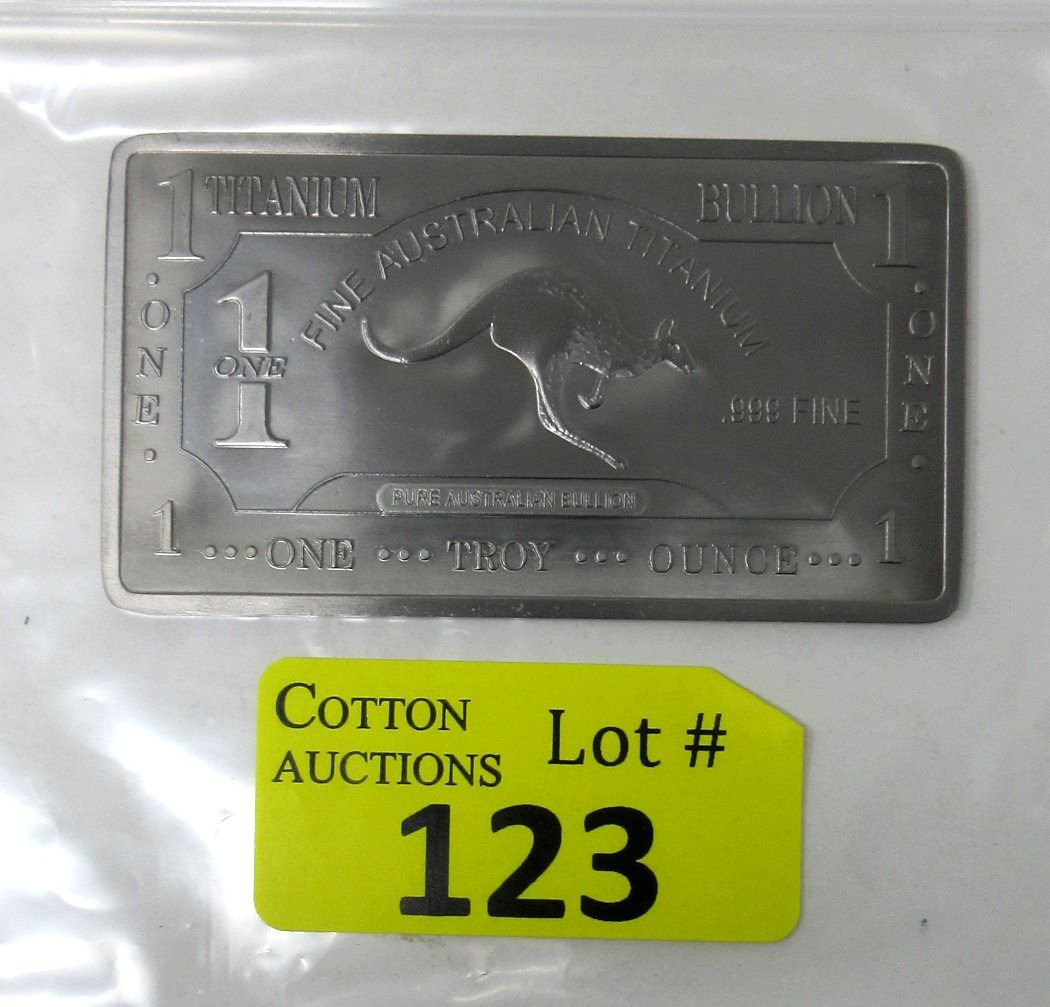 1 TITANIUM BULLION 1
FINE AUSTRALIAN TITANIUM
· ONE ·
1
ONE
· ONE ·
.999 FINE
PURE AUSTRALIAN BULLION
1 ••• ONE ••• TROY ••• OUNCE ••• 1
COTTON
AUCTIONS
Lot #
123